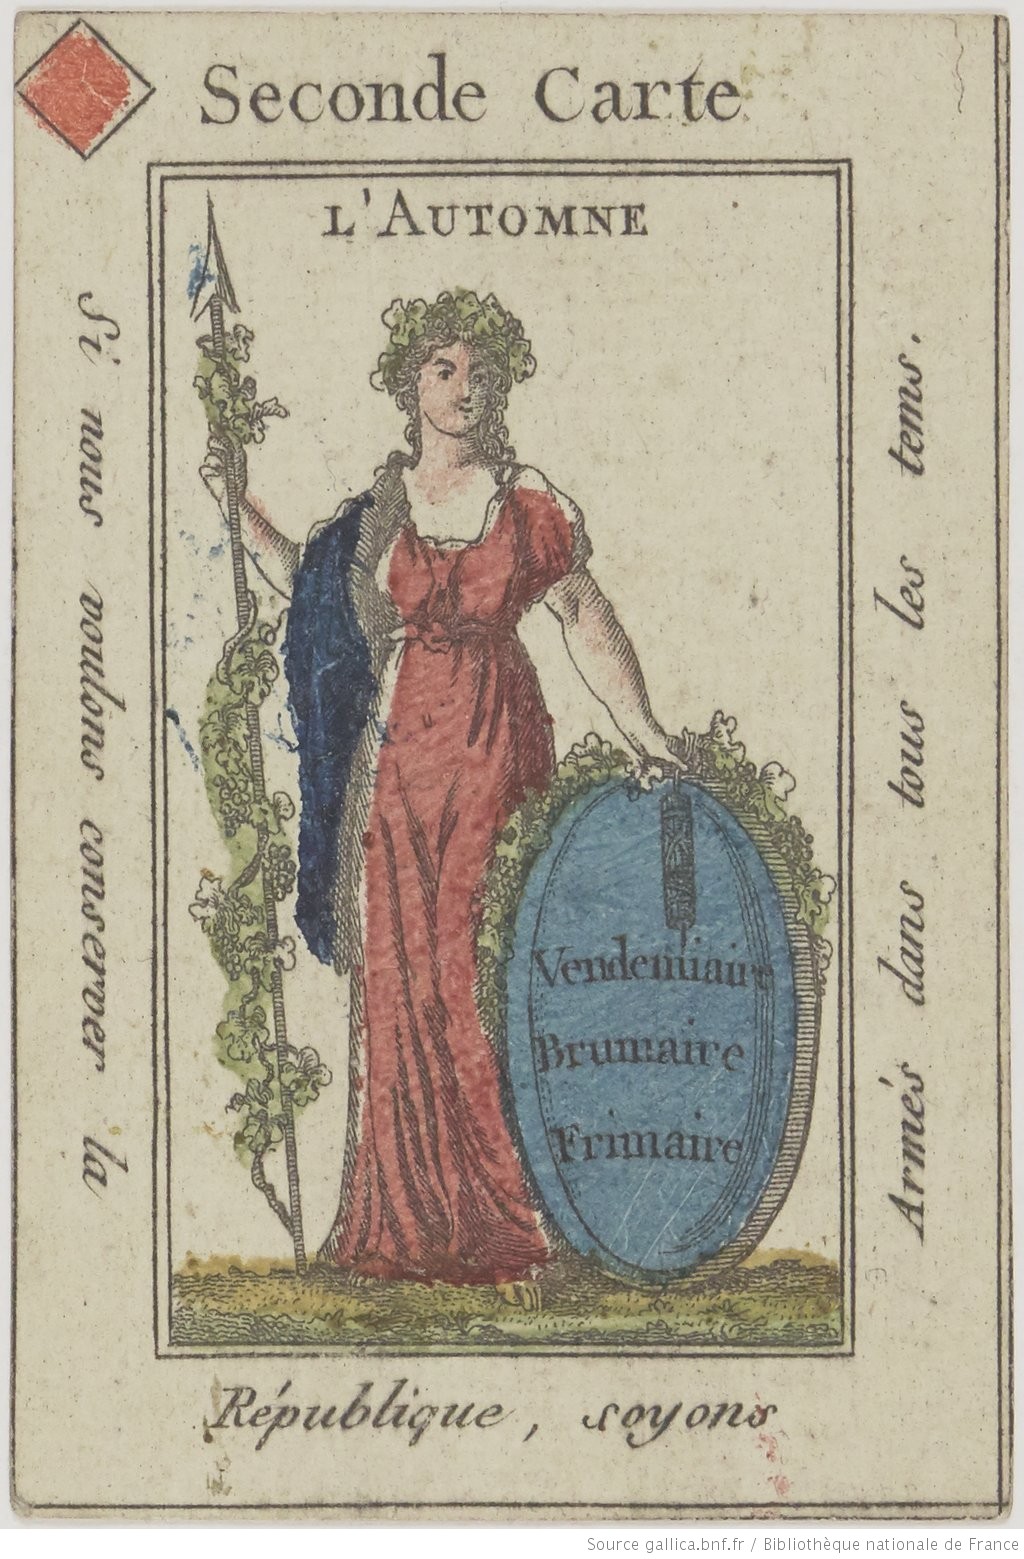 Seconde Carte
L'AUTOMNE
Si nous voulons conserver la
République, soyons
Armés dans tous les tems.
Vendemiaire
Brumaire
Frimaire
Source gallica.bnf.fr / Bibliothèque nationale de France